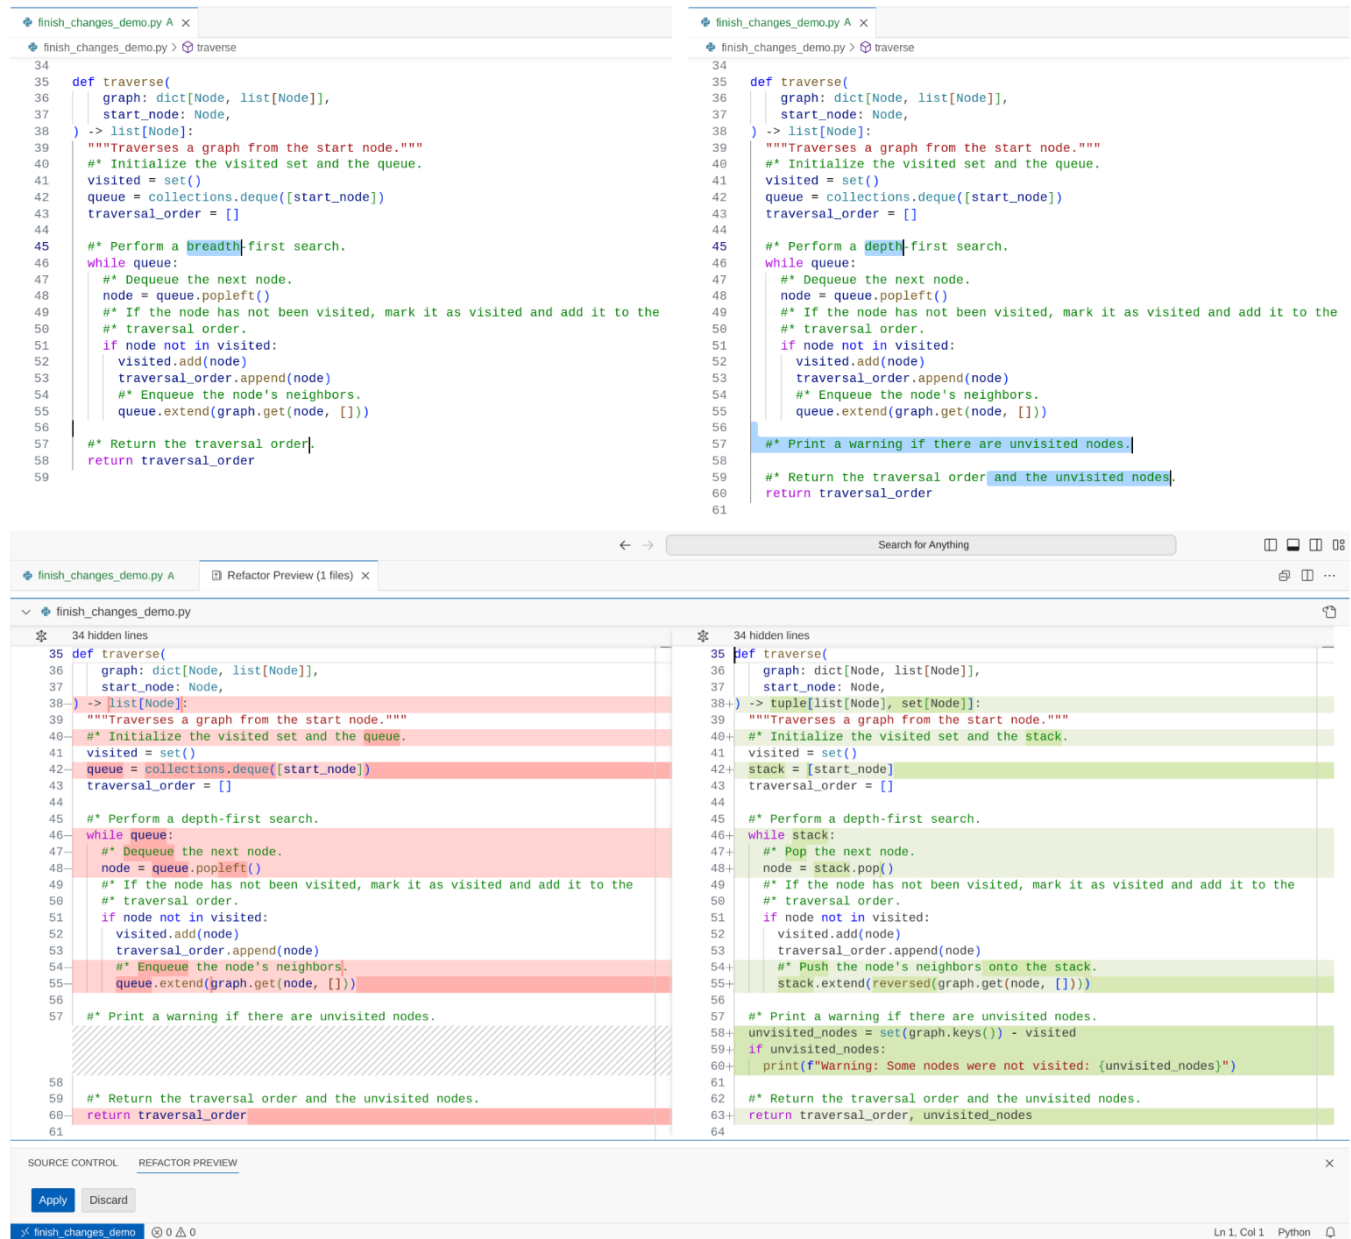 finish_changes_demo.py A ×
finish_changes_demo.py > traverse
34
35 def traverse(
36 graph: dict[Node, list[Node]],
37 start_node: Node,
38 ) -> list[Node]:
39 """Traverses a graph from the start node."""
40 #* Initialize the visited set and the queue.
41 visited = set()
42 queue = collections.deque([start_node])
43 traversal_order = []
44
45 #* Perform a breadth-first search.
46 while queue:
47 #* Dequeue the next node.
48 node = queue.popleft()
49 #* If the node has not been visited, mark it as visited and add it to the
50 #* traversal order.
51 if node not in visited:
52 visited.add(node)
53 traversal_order.append(node)
54 #* Enqueue the node's neighbors.
55 queue.extend(graph.get(node, []))
56
57 #* Return the traversal order.
58 return traversal_order
59
finish_changes_demo.py A ×
finish_changes_demo.py > traverse
34
35 def traverse(
36 graph: dict[Node, list[Node]],
37 start_node: Node,
38 ) -> list[Node]:
39 """Traverses a graph from the start node."""
40 #* Initialize the visited set and the queue.
41 visited = set()
42 queue = collections.deque([start_node])
43 traversal_order = []
44
45 #* Perform a depth-first search.
46 while queue:
47 #* Dequeue the next node.
48 node = queue.popleft()
49 #* If the node has not been visited, mark it as visited and add it to the
50 #* traversal order.
51 if node not in visited:
52 visited.add(node)
53 traversal_order.append(node)
54 #* Enqueue the node's neighbors.
55 queue.extend(graph.get(node, []))
56
57 #* Print a warning if there are unvisited nodes.
58
59 #* Return the traversal order and the unvisited nodes.
60 return traversal_order
61
Search for Anything
finish_changes_demo.py A
Refactor Preview (1 files) ×
finish_changes_demo.py
34 hidden lines
35 def traverse(
36 graph: dict[Node, list[Node]],
37 start_node: Node,
38— ) -> list[Node]:
39 """Traverses a graph from the start node."""
40— #* Initialize the visited set and the queue.
41 visited = set()
42— queue = collections.deque([start_node])
43 traversal_order = []
44
45 #* Perform a depth-first search.
46— while queue:
47— #* Dequeue the next node.
48— node = queue.popleft()
49 #* If the node has not been visited, mark it as visited and add it to the
50 #* traversal order.
51 if node not in visited:
52 visited.add(node)
53 traversal_order.append(node)
54— #* Enqueue the node's neighbors.
55— queue.extend(graph.get(node, []))
56
57 #* Print a warning if there are unvisited nodes.
58
59 #* Return the traversal order and the unvisited nodes.
60— return traversal_order
61
34 hidden lines
35 def traverse(
36 graph: dict[Node, list[Node]],
37 start_node: Node,
38+ ) -> tuple[list[Node], set[Node]]:
39 """Traverses a graph from the start node."""
40+ #* Initialize the visited set and the stack.
41 visited = set()
42+ stack = [start_node]
43 traversal_order = []
44
45 #* Perform a depth-first search.
46+ while stack:
47+ #* Pop the next node.
48+ node = stack.pop()
49 #* If the node has not been visited, mark it as visited and add it to the
50 #* traversal order.
51 if node not in visited:
52 visited.add(node)
53 traversal_order.append(node)
54+ #* Push the node's neighbors onto the stack.
55+ stack.extend(reversed(graph.get(node, [])))
56
57 #* Print a warning if there are unvisited nodes.
58+ unvisited_nodes = set(graph.keys()) - visited
59+ if unvisited_nodes:
60+ print(f"Warning: Some nodes were not visited: {unvisited_nodes}")
61
62 #* Return the traversal order and the unvisited nodes.
63+ return traversal_order, unvisited_nodes
64
SOURCE CONTROL REFACTOR PREVIEW ×
Apply Discard
finish_changes_demo 0 0 Ln 1, Col 1 Python